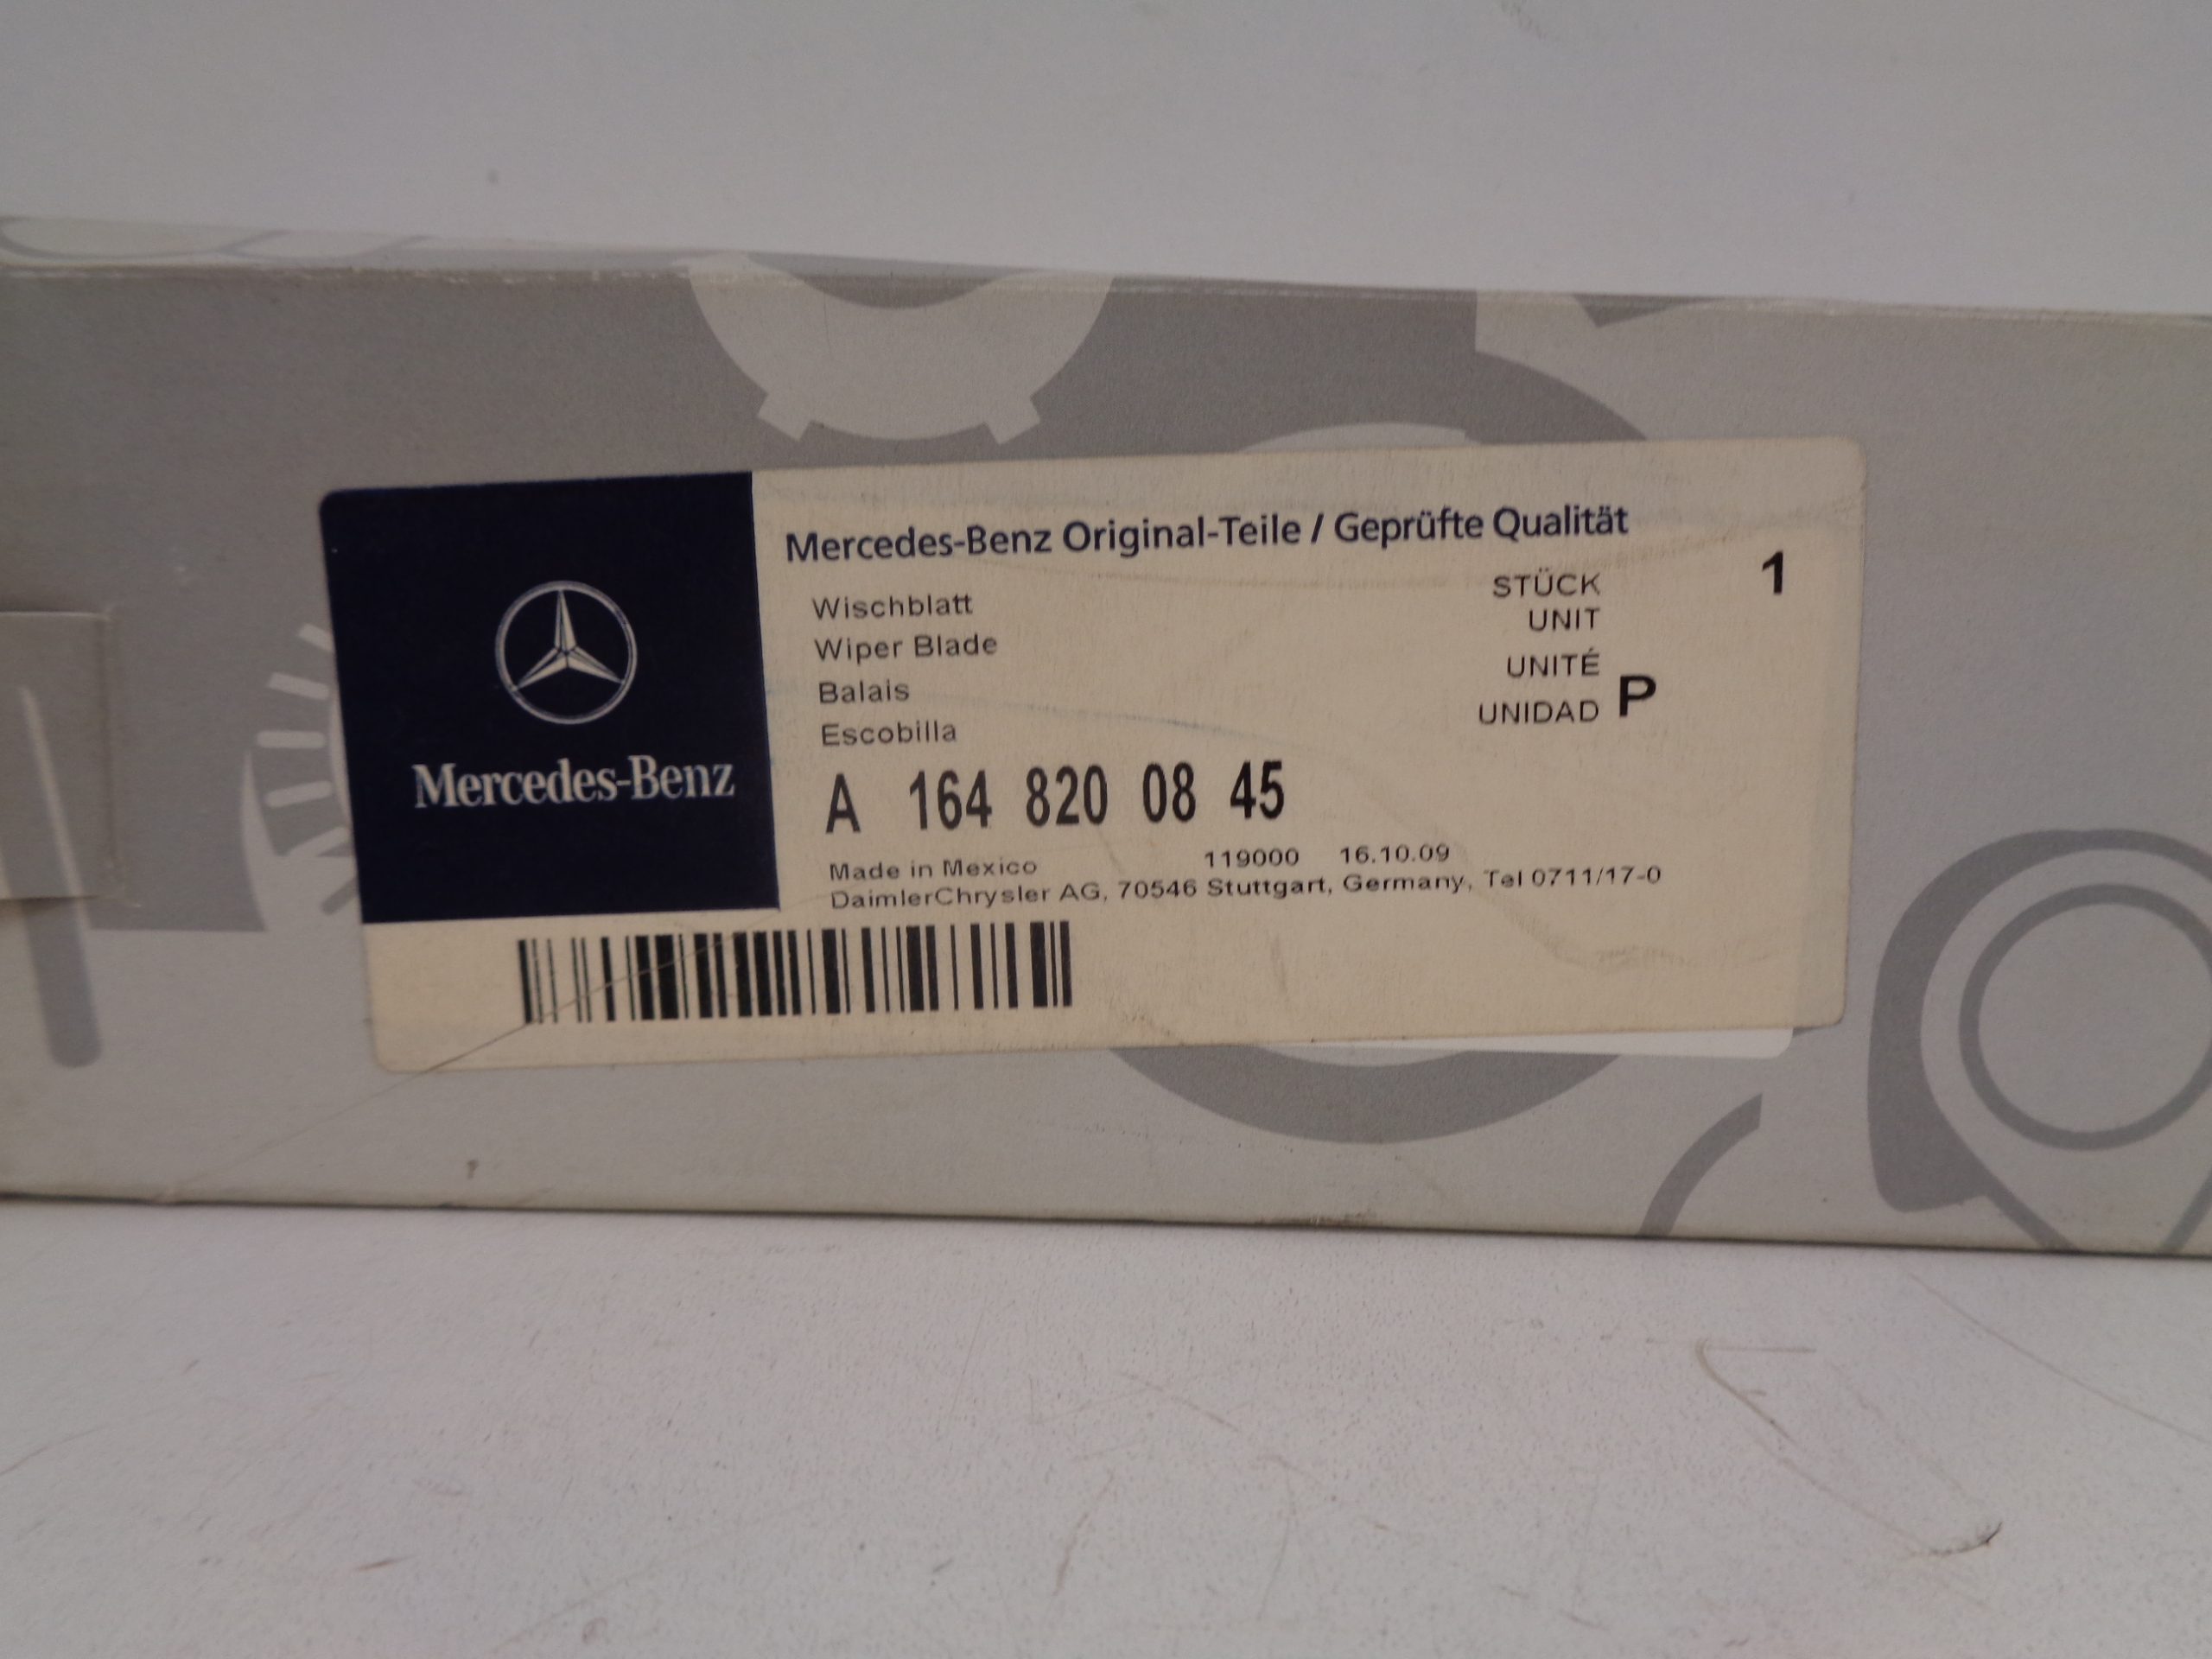 Mercedes-Benz
Mercedes-Benz Original-Teile / Geprüfte Qualität
Wischblatt
Wiper Blade
Balais
Escobilla
STÜCK 1
UNIT
UNITÉ
UNIDAD P
A 164 820 08 45
Made in Mexico 119000 16.10.09
DaimlerChrysler AG, 70546 Stuttgart, Germany, Tel 0711/17-0